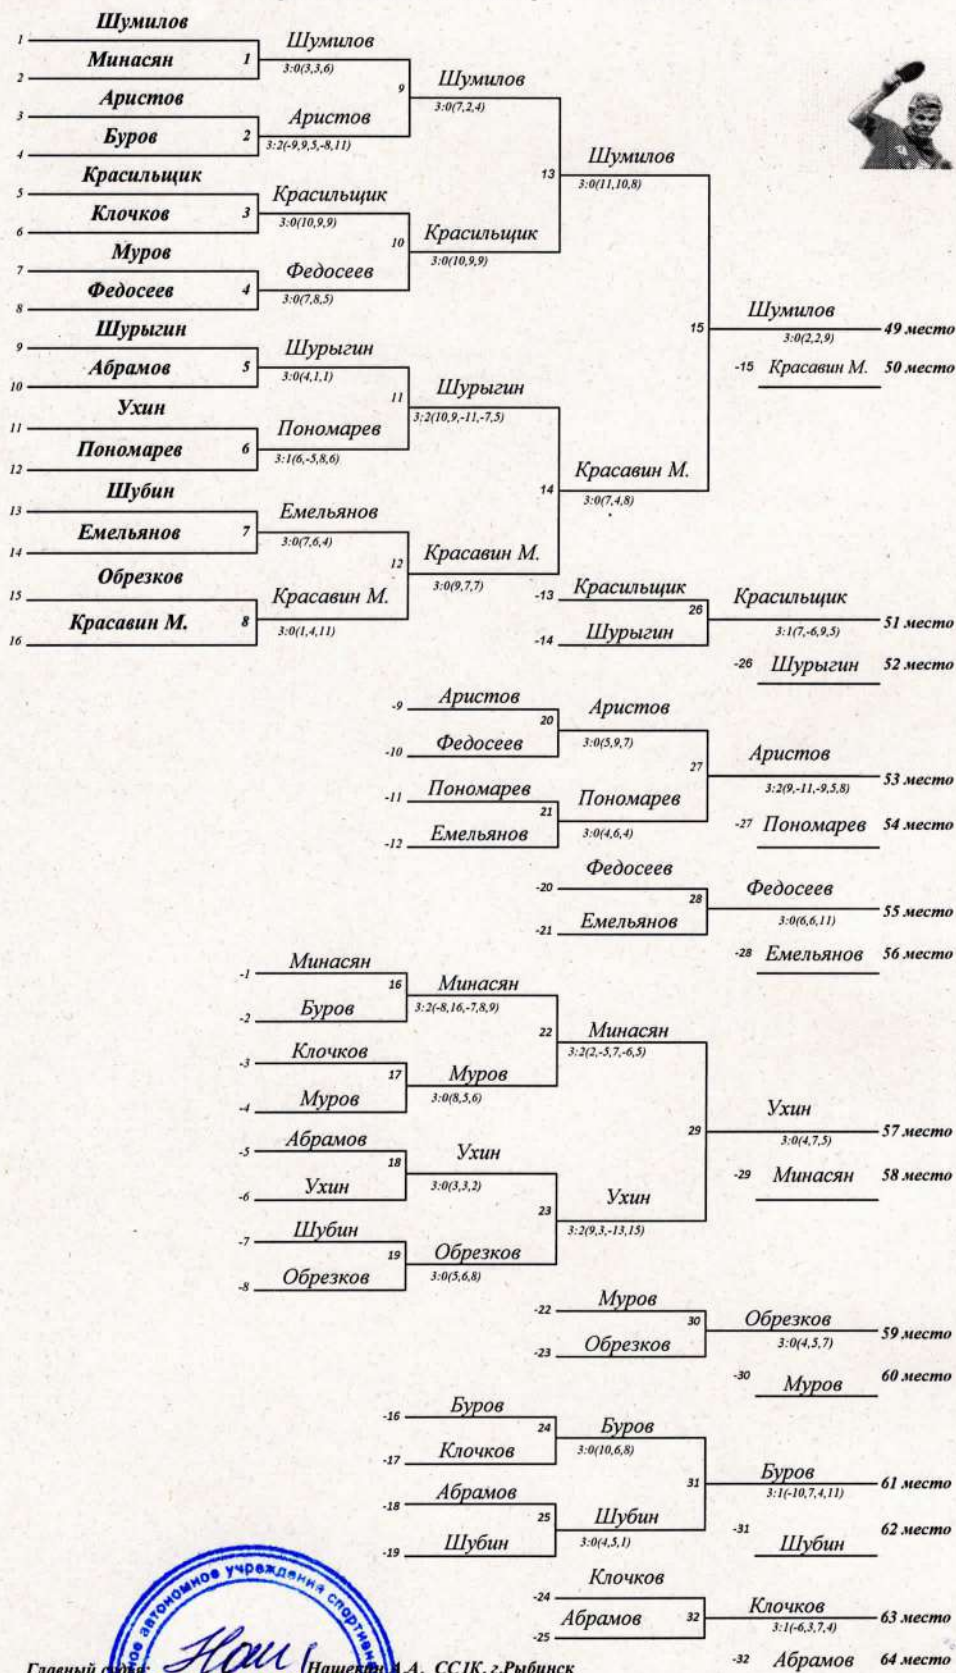 Шумилов
1
Минасян 1
2
Шумилов
3:0(3,3,6)
Аристов
3
Буров 2
4
Аристов
3:2(-9,9,5,-8,11)
9
Шумилов
3:0(7,2,4)
Красильщик
5
Клочков 3
6
Красильщик
3:0(10,9,9)
Муров
7
Федосеев 4
8
Федосеев
3:0(7,8,5)
10
Красильщик
3:0(10,9,9)
13
Шумилов
3:0(11,10,8)
Шурыгин
9
Абрамов 5
10
Шурыгин
3:0(4,1,1)
Ухин
11
Пономарев 6
12
Пономарев
3:1(6,-5,8,6)
11
Шурыгин
3:2(10,9,-11,-7,5)
Шубин
13
Емельянов 7
14
Емельянов
3:0(7,6,4)
Обрезков
15
Красавин М. 8
16
Красавин М.
3:0(1,4,11)
12
Красавин М.
3:0(9,7,7)
14
Красавин М.
3:0(7,4,8)
15
Шумилов
3:0(2,2,9)
49 место
-15 Красавин М. 50 место
-13 Красильщик
26
-14 Шурыгин
Красильщик
3:1(7,-6,9,5)
51 место
-26 Шурыгин 52 место
-9 Аристов
20
-10 Федосеев
Аристов
3:0(5,9,7)
-11 Пономарев
21
-12 Емельянов
Пономарев
3:0(4,6,4)
27
Аристов
3:2(9,-11,-9,5,8)
53 место
-27 Пономарев 54 место
-20 Федосеев
28
-21 Емельянов
Федосеев
3:0(6,6,11)
55 место
-28 Емельянов 56 место
-1 Минасян
16
-2 Буров
Минасян
3:2(-8,16,-7,8,9)
-3 Клочков
17
-4 Муров
Муров
3:0(8,5,6)
22
Минасян
3:2(2,-5,7,-6,5)
-5 Абрамов
18
-6 Ухин
Ухин
3:0(3,3,2)
-7 Шубин
19
-8 Обрезков
Обрезков
3:0(5,6,8)
23
Ухин
3:2(9,3,-13,15)
29
Ухин
3:0(4,7,5)
57 место
-29 Минасян 58 место
-22 Муров
30
-23 Обрезков
Обрезков
3:0(4,5,7)
59 место
-30 Муров 60 место
-16 Буров
24
-17 Клочков
Буров
3:0(10,6,8)
-18 Абрамов
25
-19 Шубин
Шубин
3:0(4,5,1)
31
Буров
3:1(-10,7,4,11)
61 место
-31 Шубин 62 место
-24 Клочков
32
-25 Абрамов
Клочков
3:1(-6,3,7,4)
63 место
-32 Абрамов 64 место
автономное учреждение
Главный А.А., СС1К, г.Рыбинск